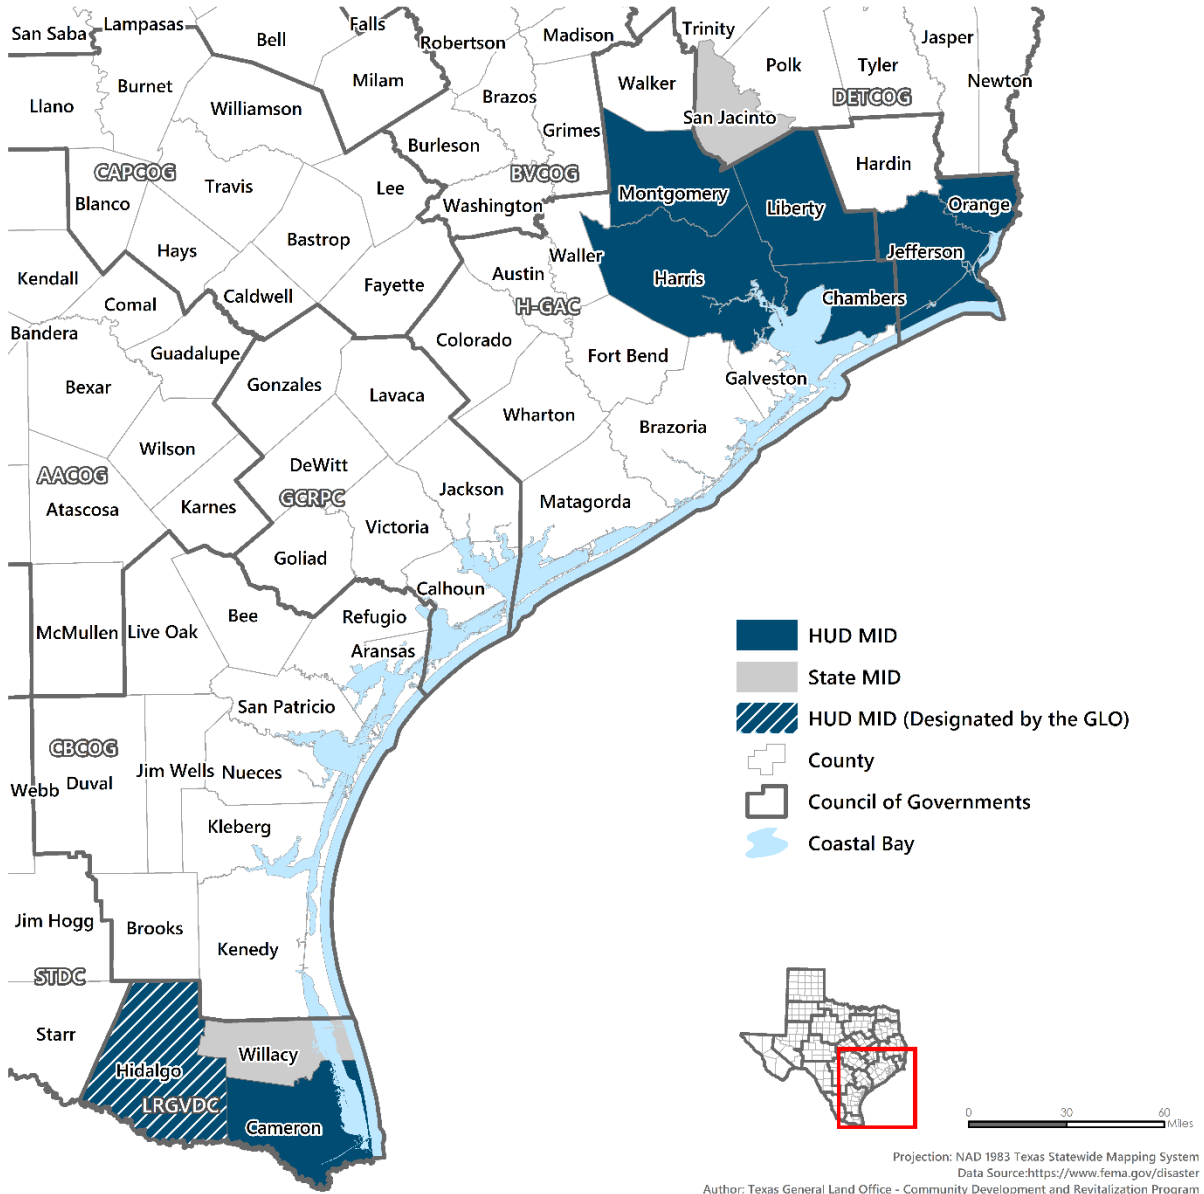 San Saba
Lampasas
Bell
Falls
Robertson
Madison
Trinity
Jasper
Llano
Burnet
Williamson
Milam
Brazos
Walker
Polk
Tyler
Newton
DETCOG
Grimes
San Jacinto
CAPCOG
Blanco
Travis
Lee
Burleson
BVCOG
Washington
Montgomery
Liberty
Hardin
Orange
Hays
Bastrop
Waller
Jefferson
Kendall
Comal
Caldwell
Fayette
Austin
H-GAC
Harris
Chambers
Bandera
Guadalupe
Colorado
Fort Bend
Bexar
Gonzales
Lavaca
Galveston
Wharton
Brazoria
Wilson
DeWitt
AACOG
Atascosa
Karnes
GCRPC
Jackson
Matagorda
Victoria
Goliad
Calhoun
McMullen
Live Oak
Bee
Refugio
Aransas
San Patricio
CBCOG
Webb
Duval
Jim Wells
Nueces
Kleberg
Jim Hogg
Brooks
Kenedy
STDC
Starr
Hidalgo
Willacy
LRGVDC
Cameron
HUD MID
State MID
HUD MID (Designated by the GLO)
County
Council of Governments
Coastal Bay
0 30 60
Miles
Projection: NAD 1983 Texas Statewide Mapping System
Data Source:https://www.fema.gov/disaster
Author: Texas General Land Office - Community Development and Revitalization Program